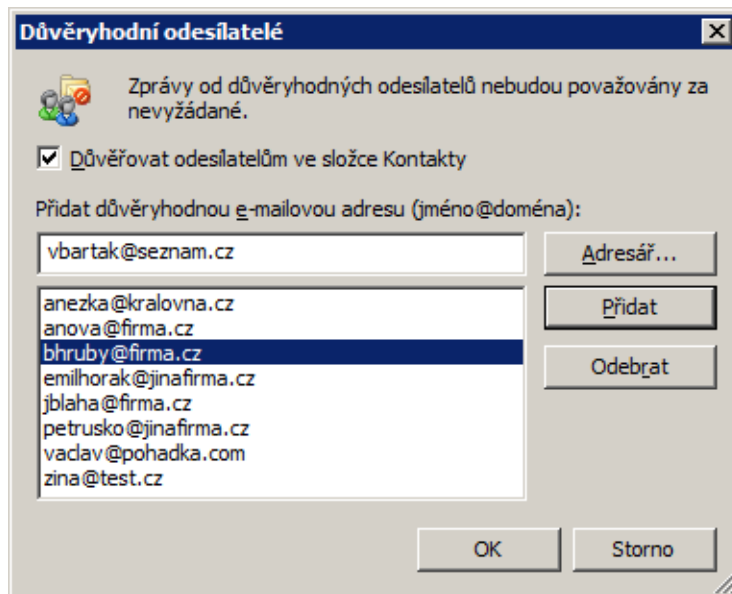 Důvěryhodní odesílatelé
Zprávy od důvěryhodných odesílatelů nebudou považovány za
nevyžádané.
Důvěřovat odesílatelům ve složce Kontakty
Přidat důvěryhodnou e-mailovou adresu (jméno@doména):
vbartak@seznam.cz
Adresář...
anezka@kralovna.cz
anova@firma.cz
bhruby@firma.cz
emilhorak@jinafirma.cz
jblaha@firma.cz
petrusko@jinafirma.cz
vaclav@pohadka.com
zina@test.cz
Přidat
Odebrat
OK
Storno